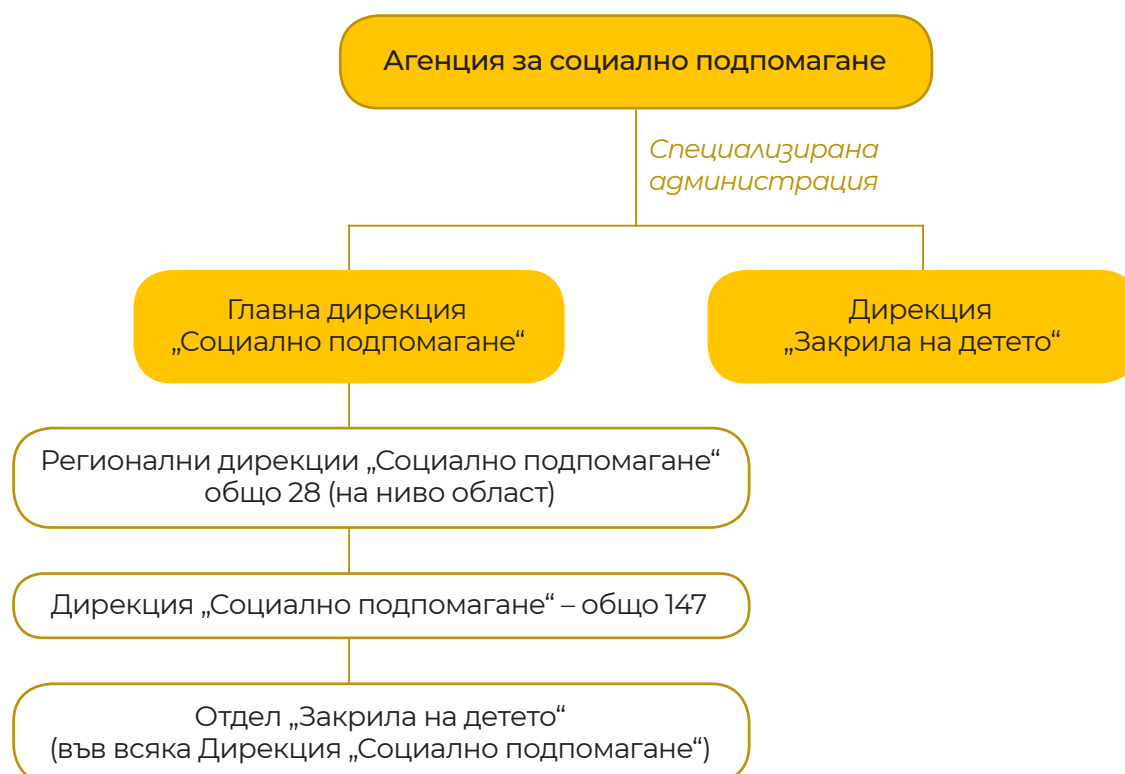 Агенция за социално подпомагане
Специализирана
администрация
Главна дирекция
„Социално подпомагане“
Дирекция
„Закрила на детето“
Регионални дирекции „Социално подпомагане“
общо 28 (на ниво област)
Дирекция „Социално подпомагане“ – общо 147
Отдел „Закрила на детето“
(във всяка Дирекция „Социално подпомагане“)